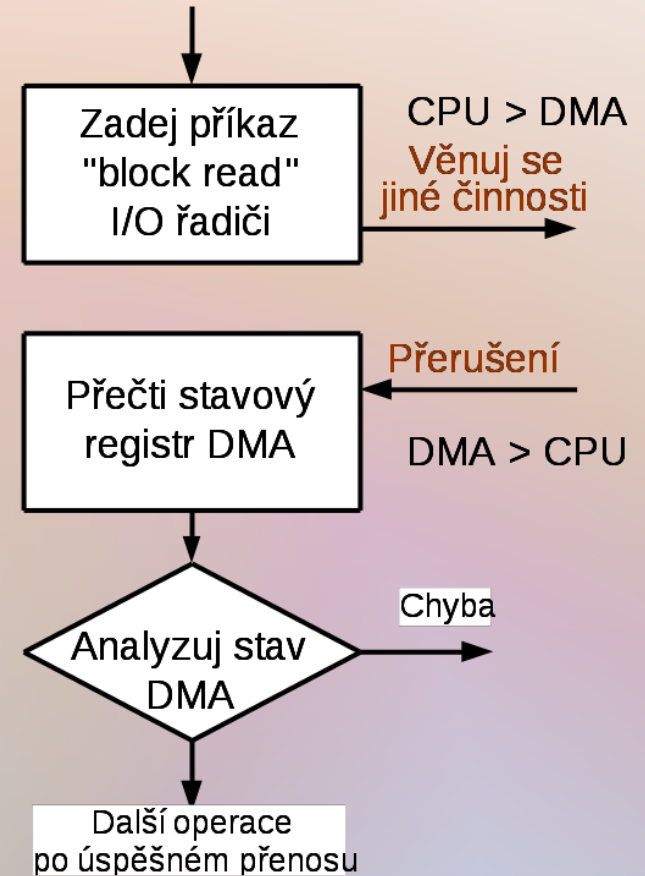 Zadej příkaz
"block read"
I/O řadiči
CPU > DMA
Věnuj se
jiné činnosti
Přečti stavový
registr DMA
Přerušení
DMA > CPU
Analyzuj stav
DMA
Chyba
Další operace
po úspěšném přenosu